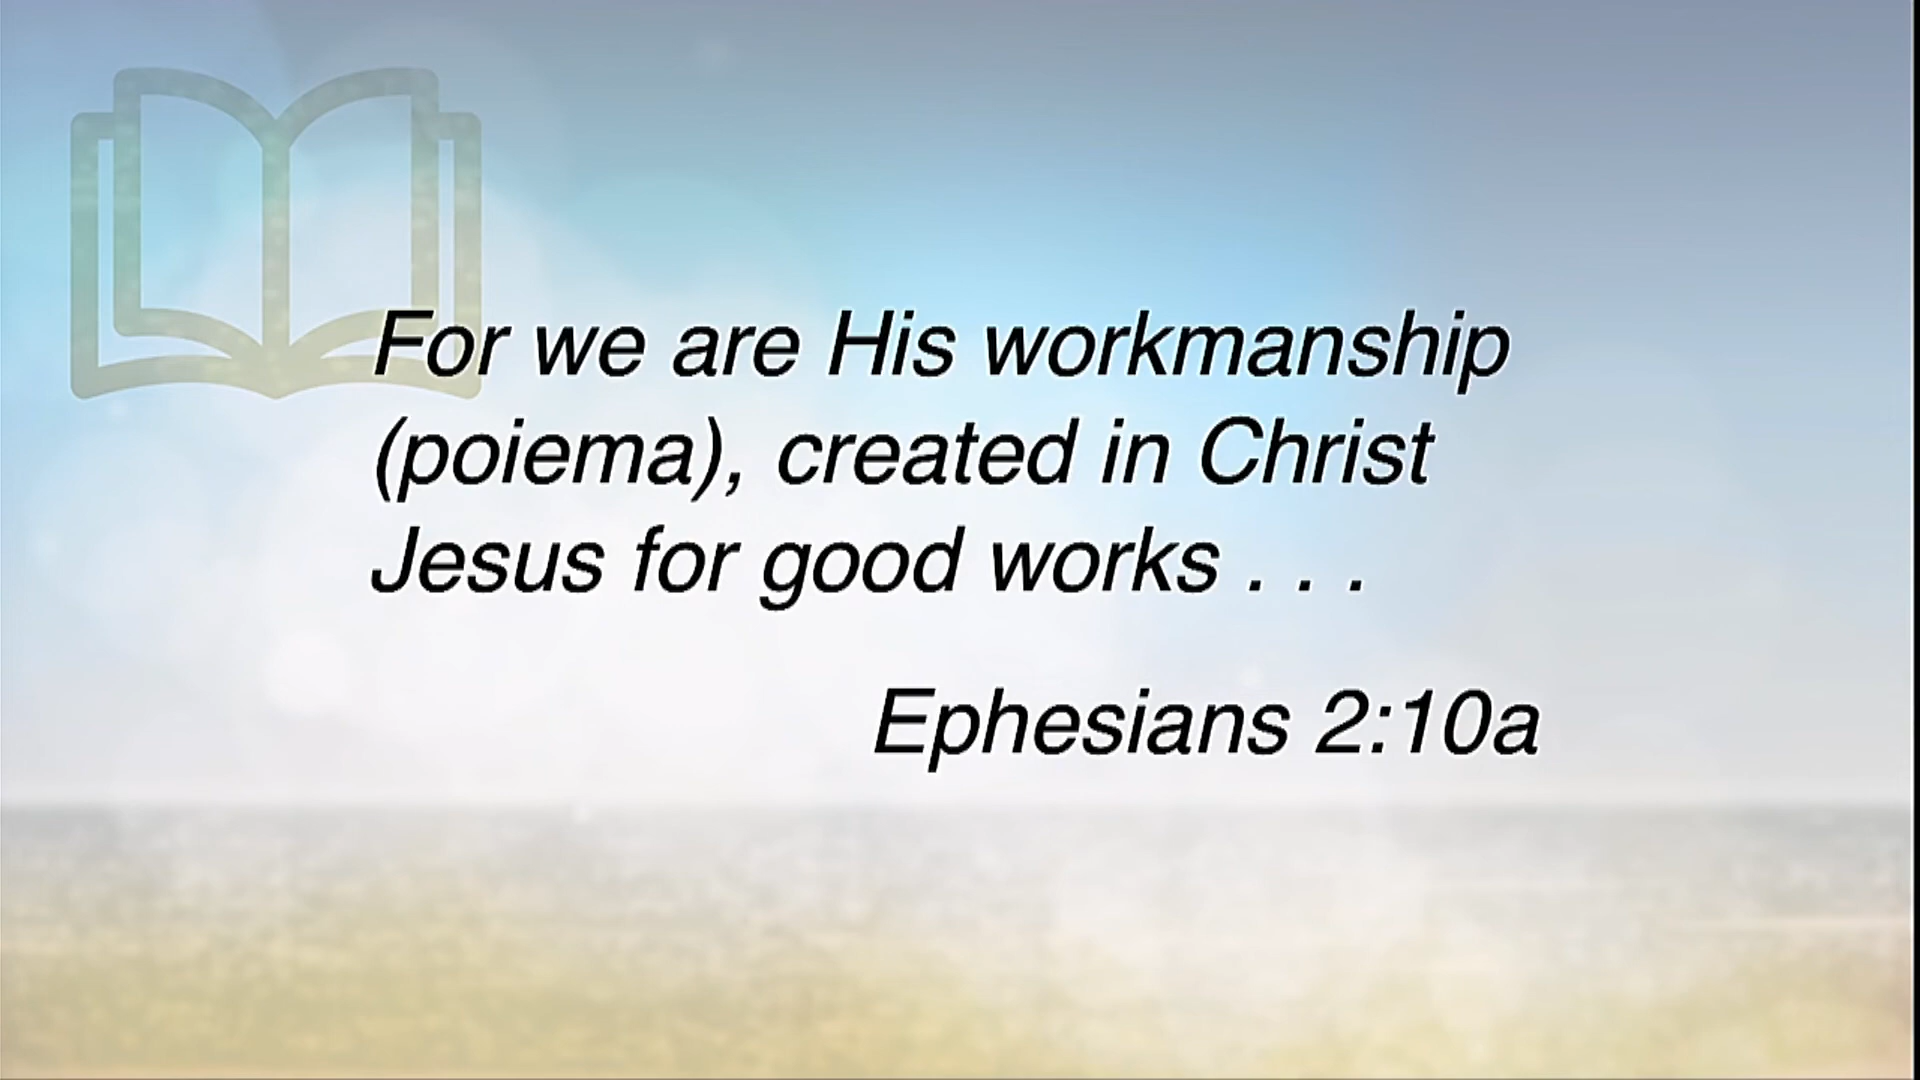 For we are His workmanship
(poiema), created in Christ
Jesus for good works . . .
Ephesians 2:10a